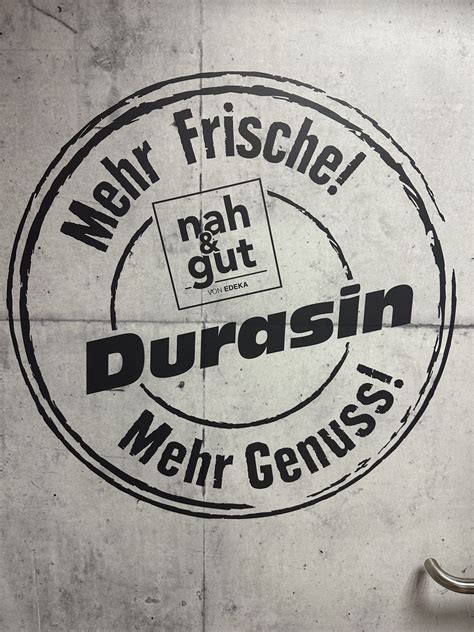 Mehr Frische!
nah
&
gut
VON EDEKA
Durasin
Mehr Genuss!